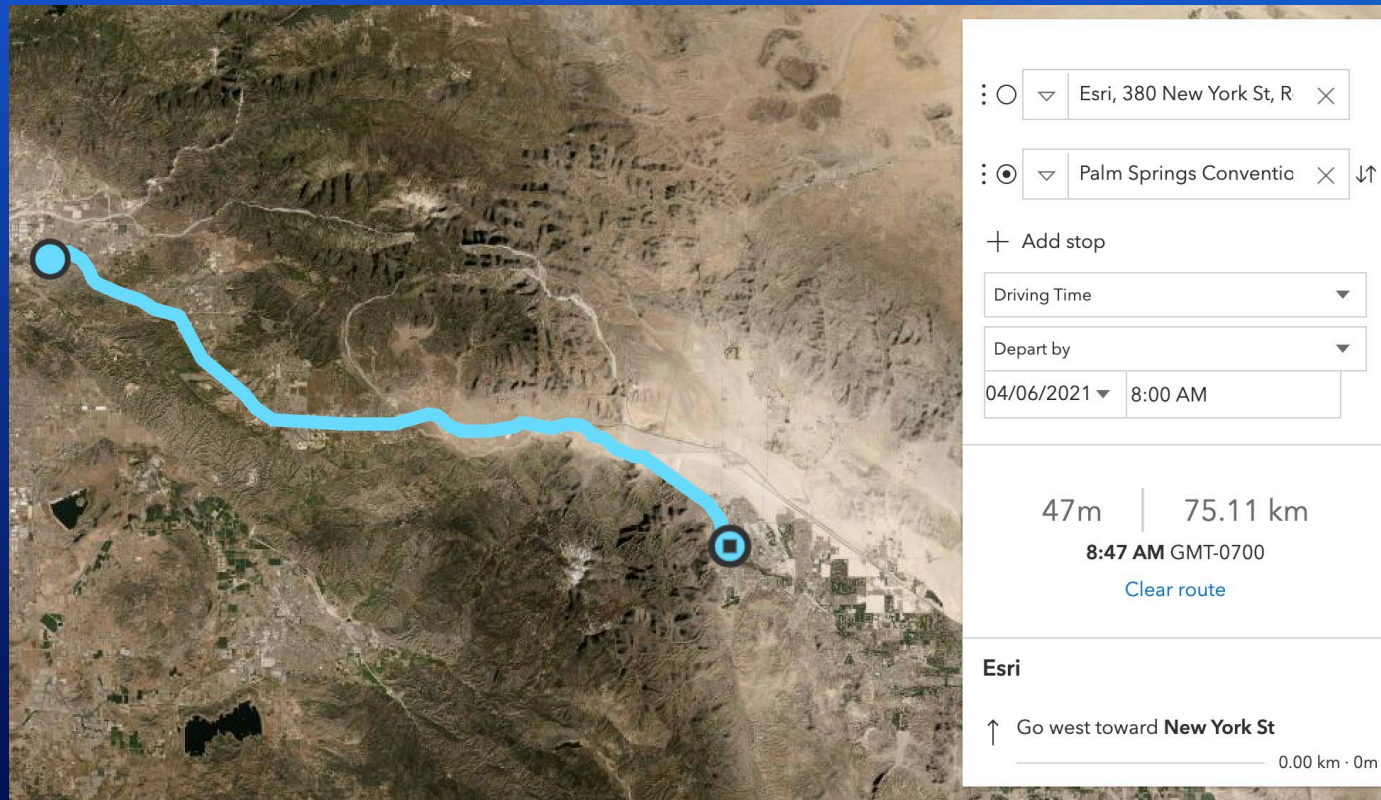 Esri, 380 New York St, R
Palm Springs Conventio
Add stop
Driving Time
Depart by
04/06/2021 8:00 AM
47m 75.11 km
8:47 AM GMT-0700
Clear route
Esri
Go west toward New York St
0.00 km · 0m